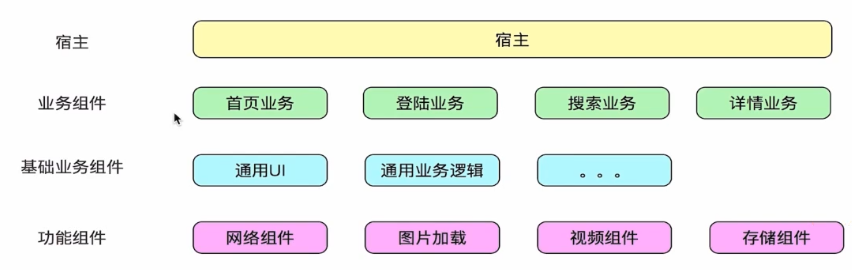 宿主 宿主
业务组件 首页业务 登陆业务 搜索业务 详情业务
基础业务组件 通用UI 通用业务逻辑 。。。
功能组件 网络组件 图片加载 视频组件 存储组件